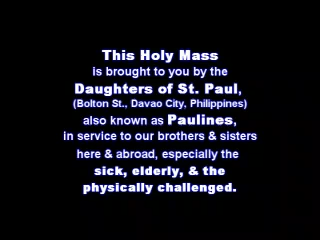 This Holy Mass
is brought to you by the
Daughters of St. Paul,
(Bolton St., Davao City, Philippines)
also known as Paulines,
in service to our brothers & sisters
here & abroad, especially the
sick, elderly, & the
physically challenged.